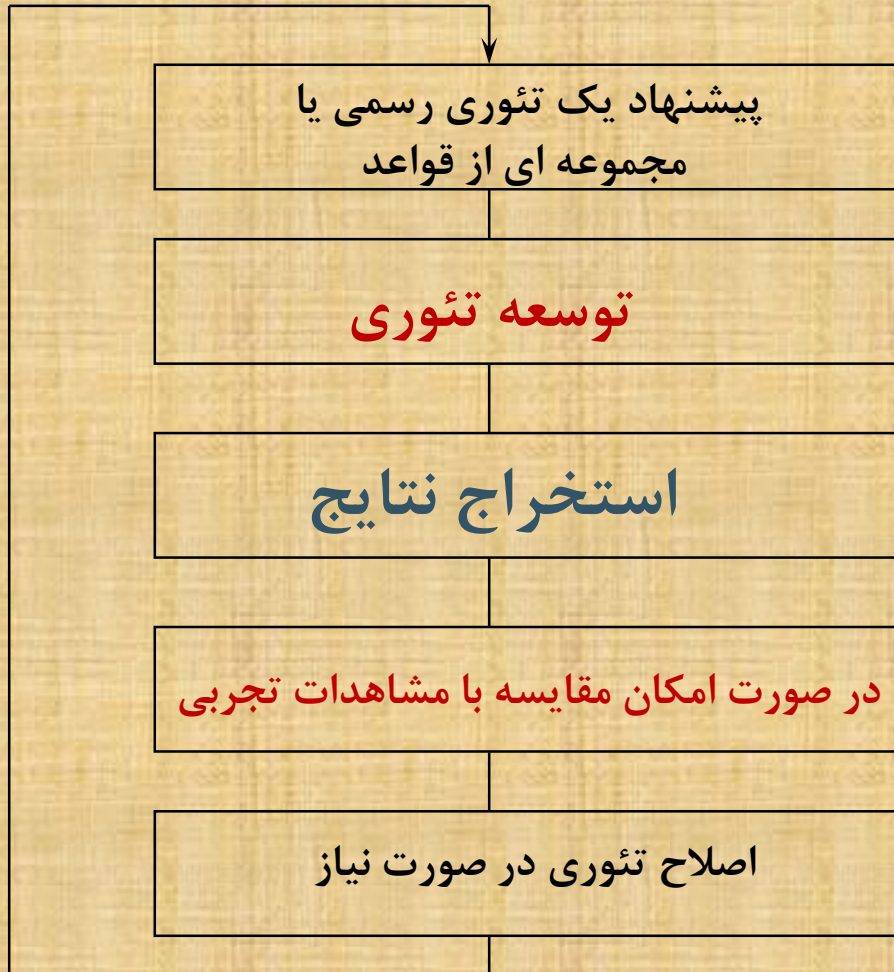 پیشنهاد یک تئوری رسمی یا
مجموعه ای از قواعد
توسعه تئوری
استخراج نتایج
در صورت امکان مقایسه با مشاهدات تجربی
اصلاح تئوری در صورت نیاز